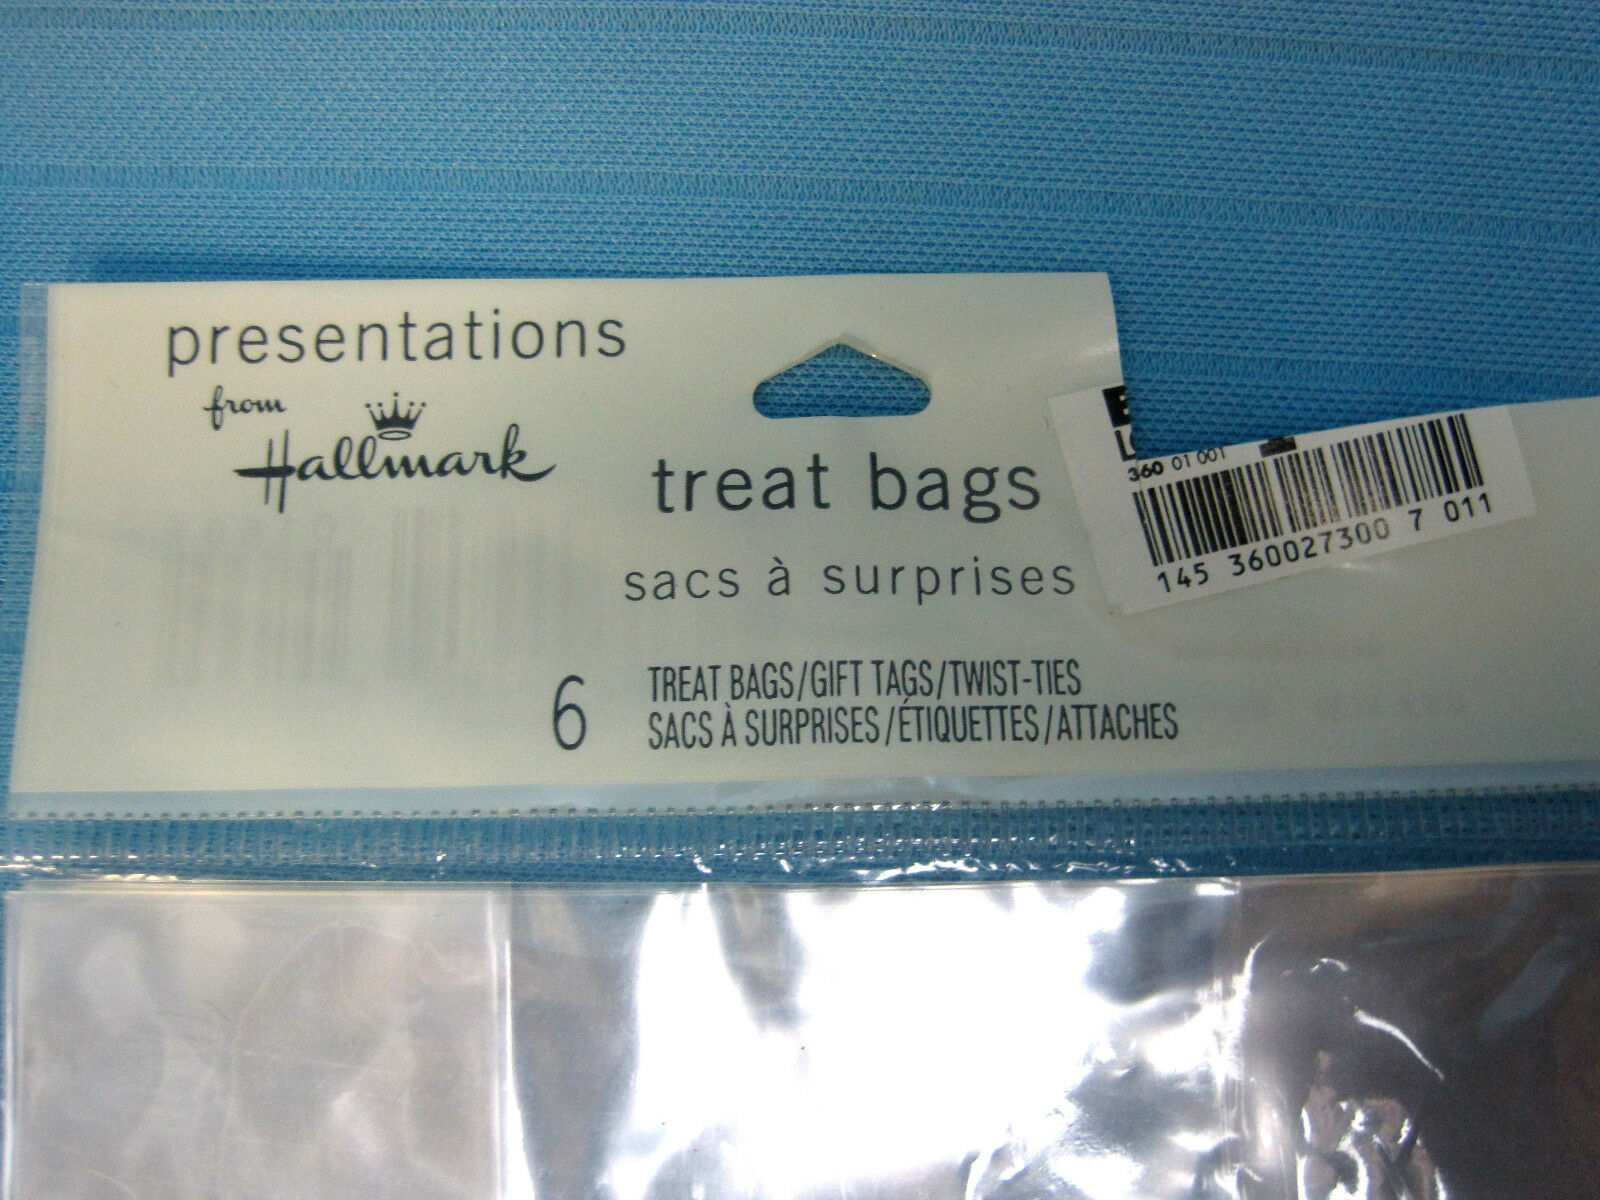 presentations
from
Hallmark
treat bags
sacs à surprises
6
TREAT BAGS/GIFT TAGS/TWIST-TIES
SACS À SURPRISES/ÉTIQUETTES/ATTACHES
360 01 001
145 360027300 7 011